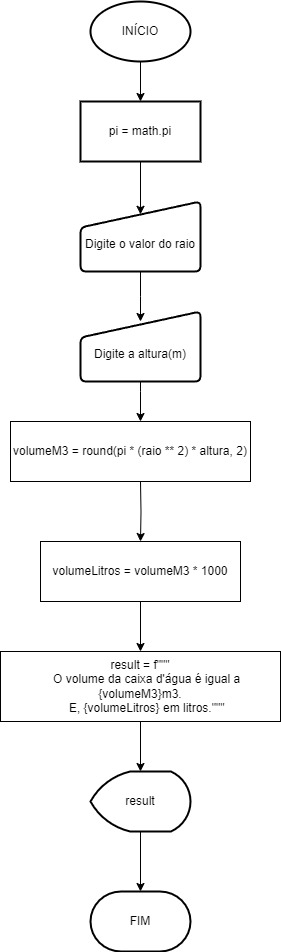 INÍCIO
pi = math.pi
Digite o valor do raio
Digite a altura(m)
volumeM3 = round(pi * (raio ** 2) * altura, 2)
volumeLitros = volumeM3 * 1000
result = f"""
O volume da caixa d'água é igual a
{volumeM3}m3.
E, {volumeLitros} em litros."""
result
FIM